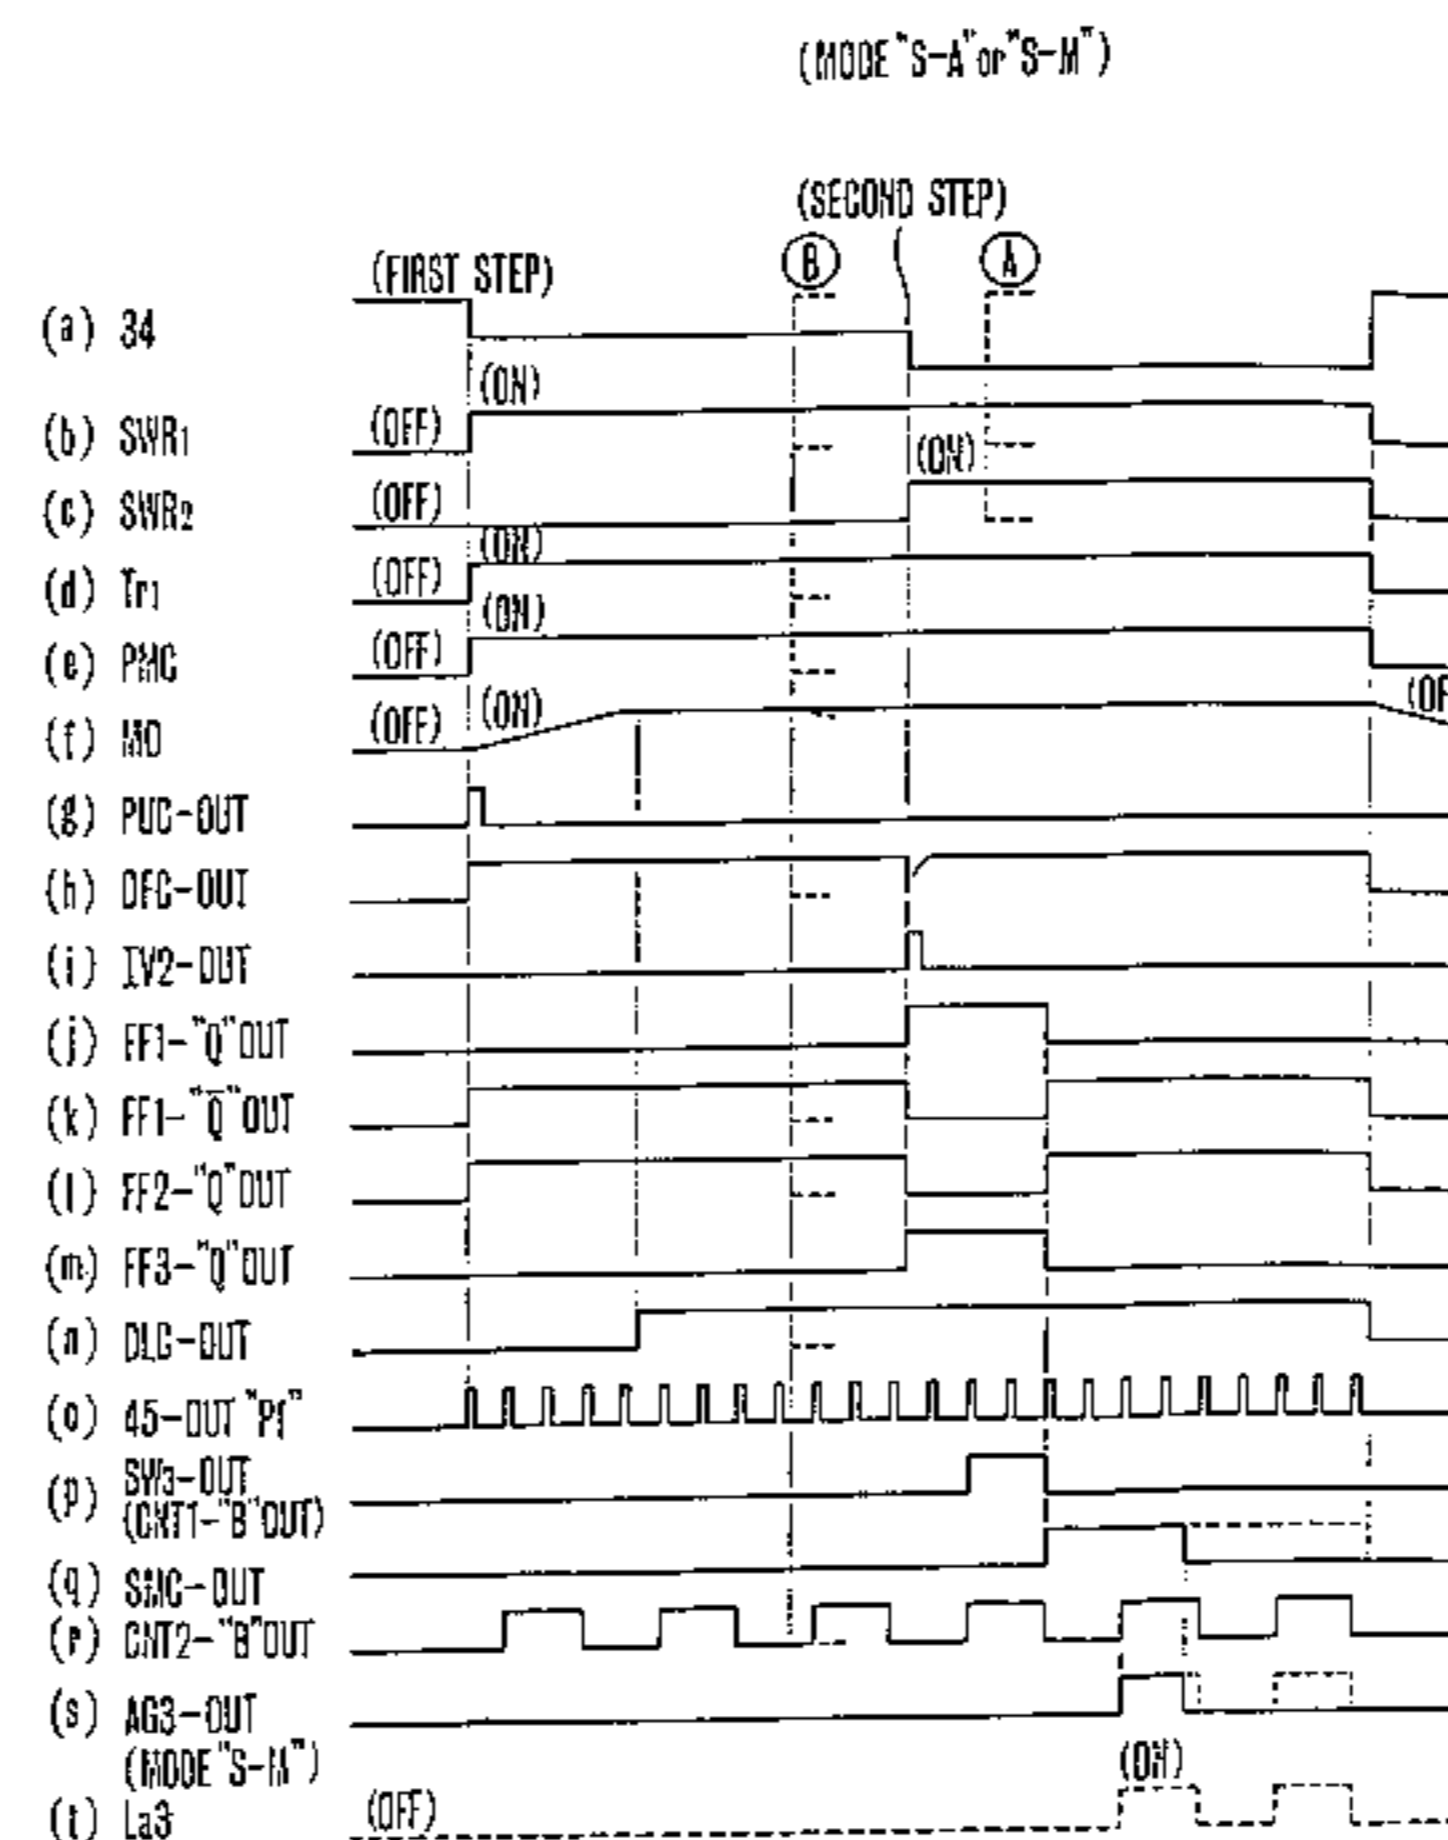 (MODE "S-A" or "S-M")
(SECOND STEP)
(FIRST STEP)
B
A
(a) 34
(ON)
(b) SWR1 (OFF)
(ON)
(c) SWR2 (OFF)
(ON)
(d) Tr1 (OFF)
(ON)
(e) PMC (OFF)
(f) MO (OFF) (ON) (OF
(g) PUC-OUT
(h) DFC-OUT
(i) IV2-OUT
(j) FF1-"Q"OUT
(k) FF1-"Q̅"OUT
(l) FF2-"Q"OUT
(m) FF3-"Q"OUT
(n) DLC-OUT
(o) 45-OUT "Pf"
(p) SW3-OUT
(CNT1-"B"OUT)
(q) SMC-OUT
(r) CNT2-"B"OUT
(s) AG3-OUT
(MODE "S-M")
(ON)
(t) La3 (OFF)